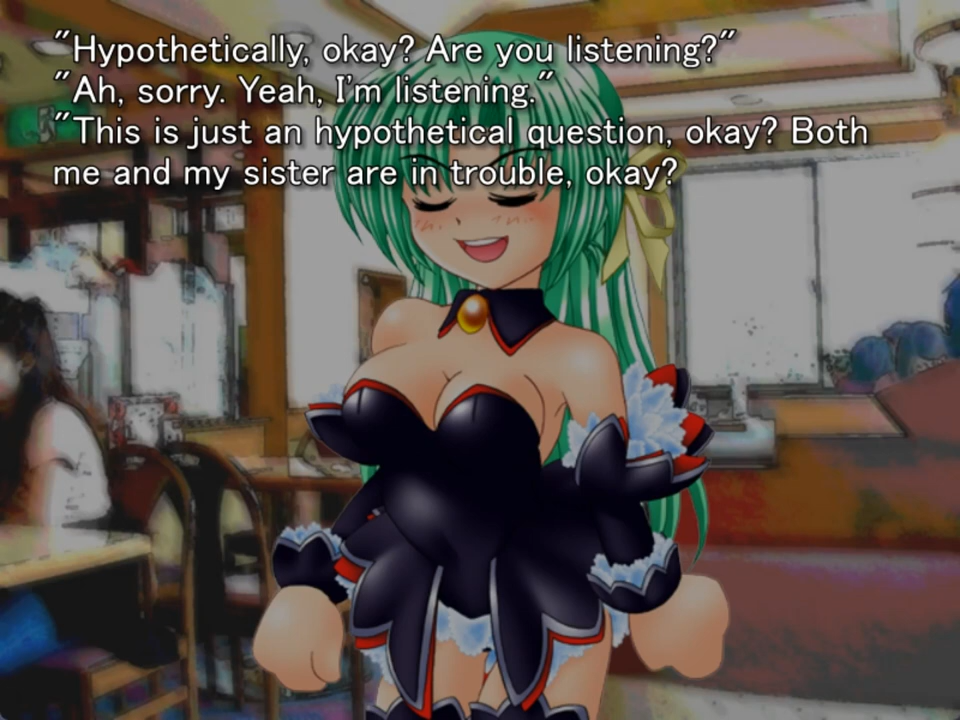 "Hypothetically, okay? Are you listening?"
"Ah, sorry. Yeah, I'm listening."
"This is just an hypothetical question, okay? Both
me and my sister are in trouble, okay?